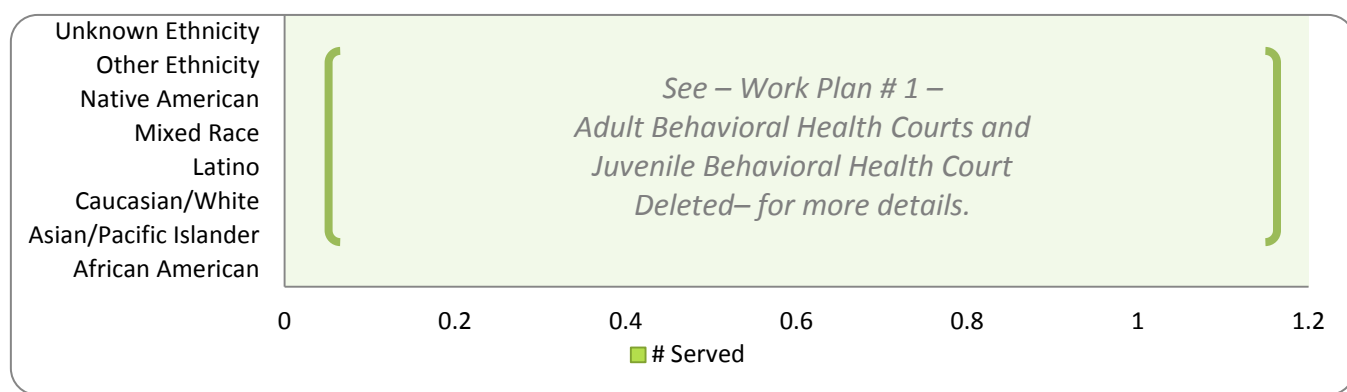 Unknown Ethnicity
Other Ethnicity
Native American
Mixed Race
Latino
Caucasian/White
Asian/Pacific Islander
African American
See – Work Plan # 1 –
Adult Behavioral Health Courts and
Juvenile Behavioral Health Court
Deleted– for more details.
0 0.2 0.4 0.6 0.8 1 1.2
# Served